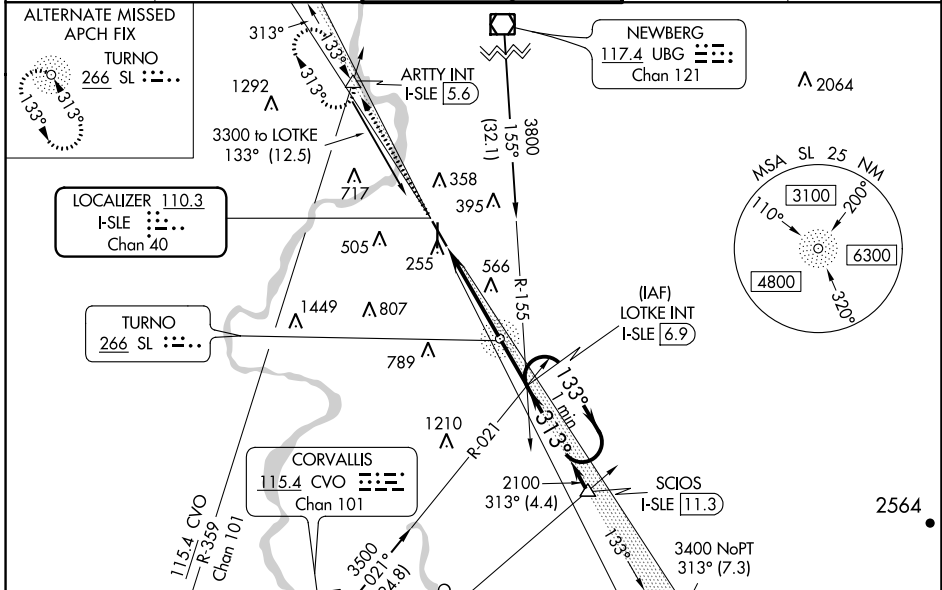 ALTERNATE MISSED
APCH FIX
TURNO
266 SL
313°
133°
313°
133°
313°
1292
ARTTY INT
I-SLE 5.6
3300 to LOTKE
133° (12.5)
NEWBERG
117.4 UBG
Chan 121
2064
3800
155°
(32.1)
MSA SL 25 NM
3100
110°
200°
6300
4800
320°
LOCALIZER 110.3
I-SLE
Chan 40
717
358
395
505
255
566
R-155
(IAF)
LOTKE INT
I-SLE 6.9
TURNO
266 SL
1449
807
789
133°
1 min
313°
1210
R-021
CORVALLIS
115.4 CVO
Chan 101
2100
313° (4.4)
SCIOS
I-SLE 11.3
2564
115.4 CVO
R-359
Chan 101
3500
021°
133°
3400 NoPT
313° (7.3)